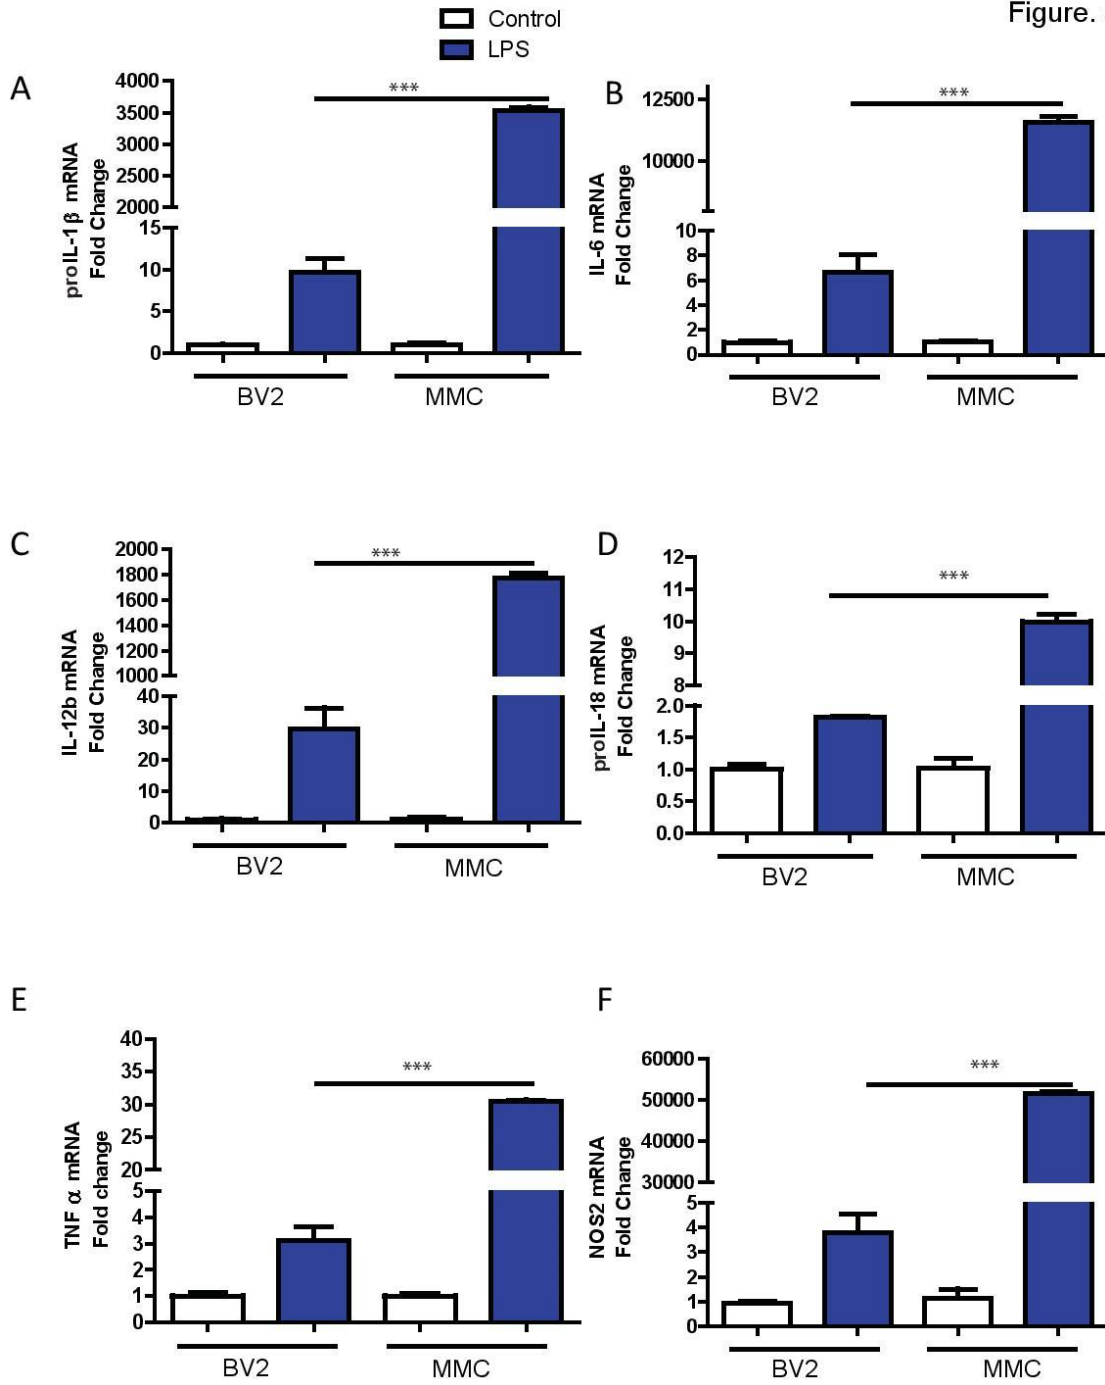 Control
LPS
Figure.
A
proIL-1β mRNA
Fold Change
4000
3500
3000
2500
2000
15
10
5
0
***
BV2
MMC
B
IL-6 mRNA
Fold Change
12500
10000
10
8
6
4
2
0
***
BV2
MMC
C
IL-12b mRNA
Fold Change
2000
1800
1600
1400
1200
1000
40
30
20
10
0
***
BV2
MMC
D
proIL-18 mRNA
Fold Change
12
11
10
9
8
2.0
1.5
1.0
0.5
0.0
***
BV2
MMC
E
TNF α mRNA
Fold change
40
35
30
25
20
5
4
3
2
1
0
***
BV2
MMC
F
NOS2 mRNA
Fold Change
60000
50000
40000
30000
5
4
3
2
1
0
***
BV2
MMC